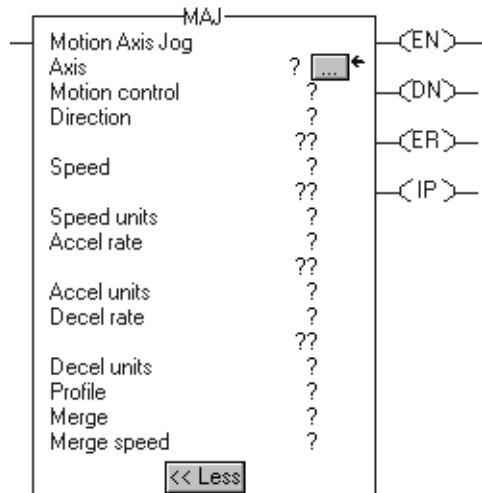 MAJ
Motion Axis Jog (EN)
Axis ? ...
Motion control ? (DN)
Direction ?
?? (ER)
Speed ?
?? (IP)
Speed units ?
Accel rate ?
??
Accel units ?
Decel rate ?
??
Decel units ?
Profile ?
Merge ?
Merge speed ?
<< Less